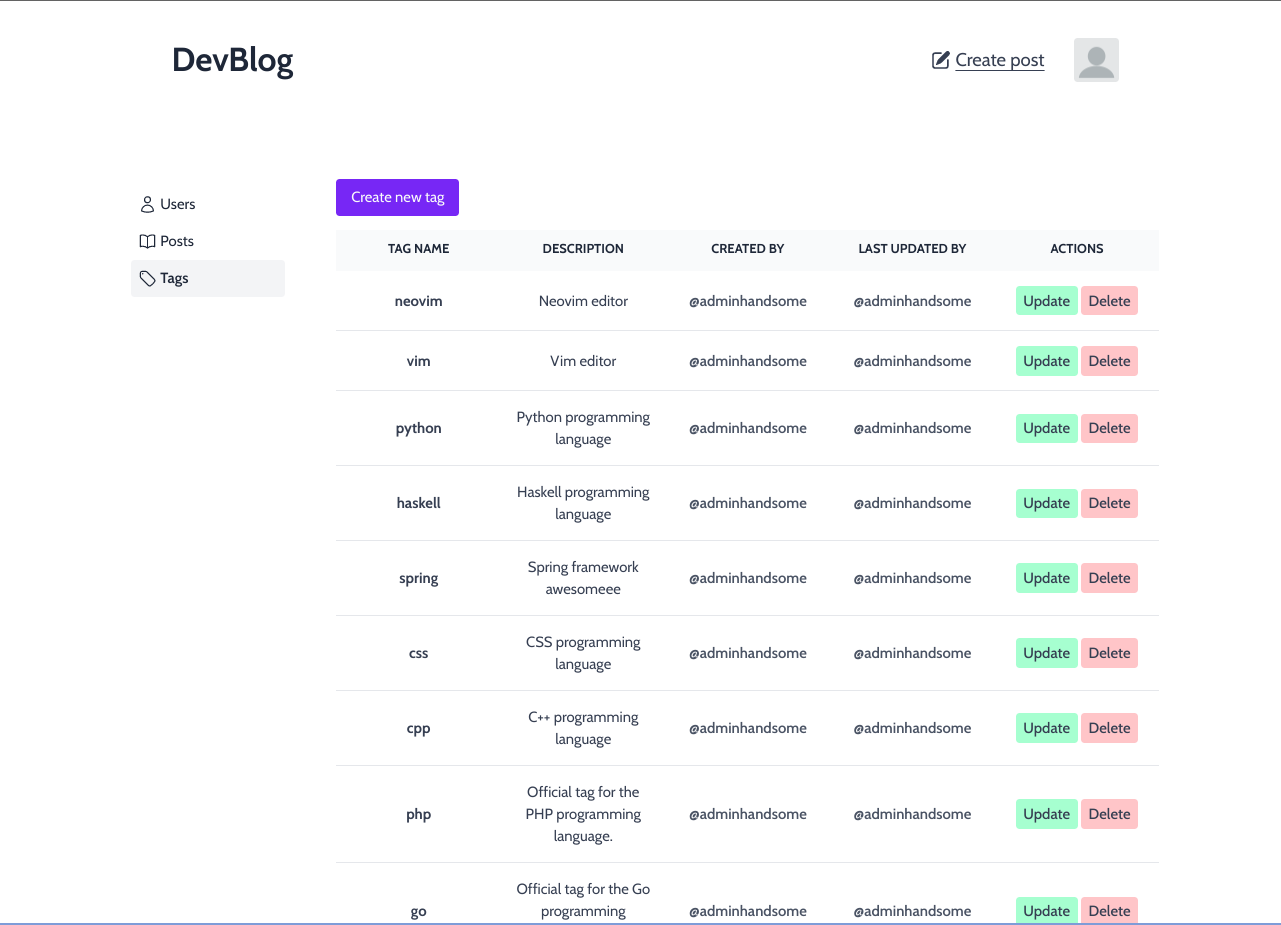 DevBlog
Create post
Users
Posts
Tags
Create new tag
TAG NAME DESCRIPTION CREATED BY LAST UPDATED BY ACTIONS
neovim Neovim editor @adminhandsome @adminhandsome Update Delete
vim Vim editor @adminhandsome @adminhandsome Update Delete
Python programming
python @adminhandsome @adminhandsome Update Delete
language
Haskell programming
haskell @adminhandsome @adminhandsome Update Delete
language
Spring framework
spring @adminhandsome @adminhandsome Update Delete
awesomeee
CSS programming
css @adminhandsome @adminhandsome Update Delete
language
C++ programming
cpp @adminhandsome @adminhandsome Update Delete
language
Official tag for the
php PHP programming @adminhandsome @adminhandsome Update Delete
language.
Official tag for the Go
go programming @adminhandsome @adminhandsome Update Delete